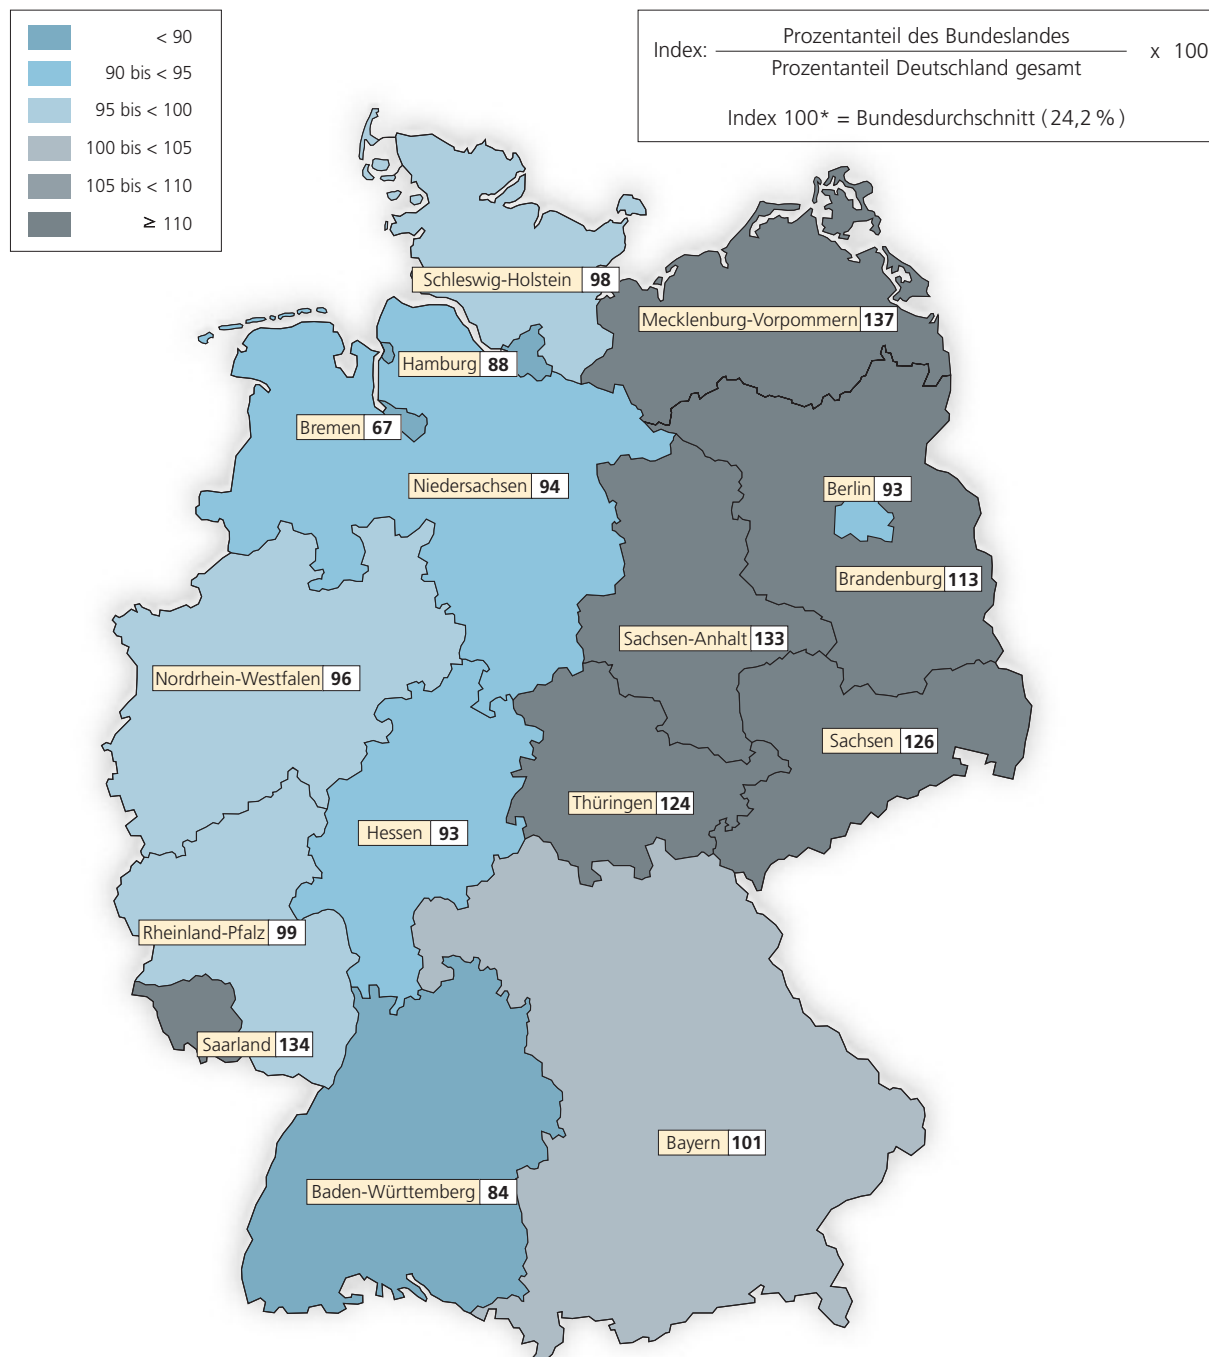 < 90
90 bis < 95
95 bis < 100
100 bis < 105
105 bis < 110
≥ 110
Index: Prozentanteil des Bundeslandes x 100
Prozentanteil Deutschland gesamt
Index 100* = Bundesdurchschnitt (24,2 %)
Schleswig-Holstein 98
Mecklenburg-Vorpommern 137
Hamburg 88
Bremen 67
Niedersachsen 94
Berlin 93
Brandenburg 113
Sachsen-Anhalt 133
Nordrhein-Westfalen 96
Sachsen 126
Thüringen 124
Hessen 93
Rheinland-Pfalz 99
Saarland 134
Bayern 101
Baden-Württemberg 84